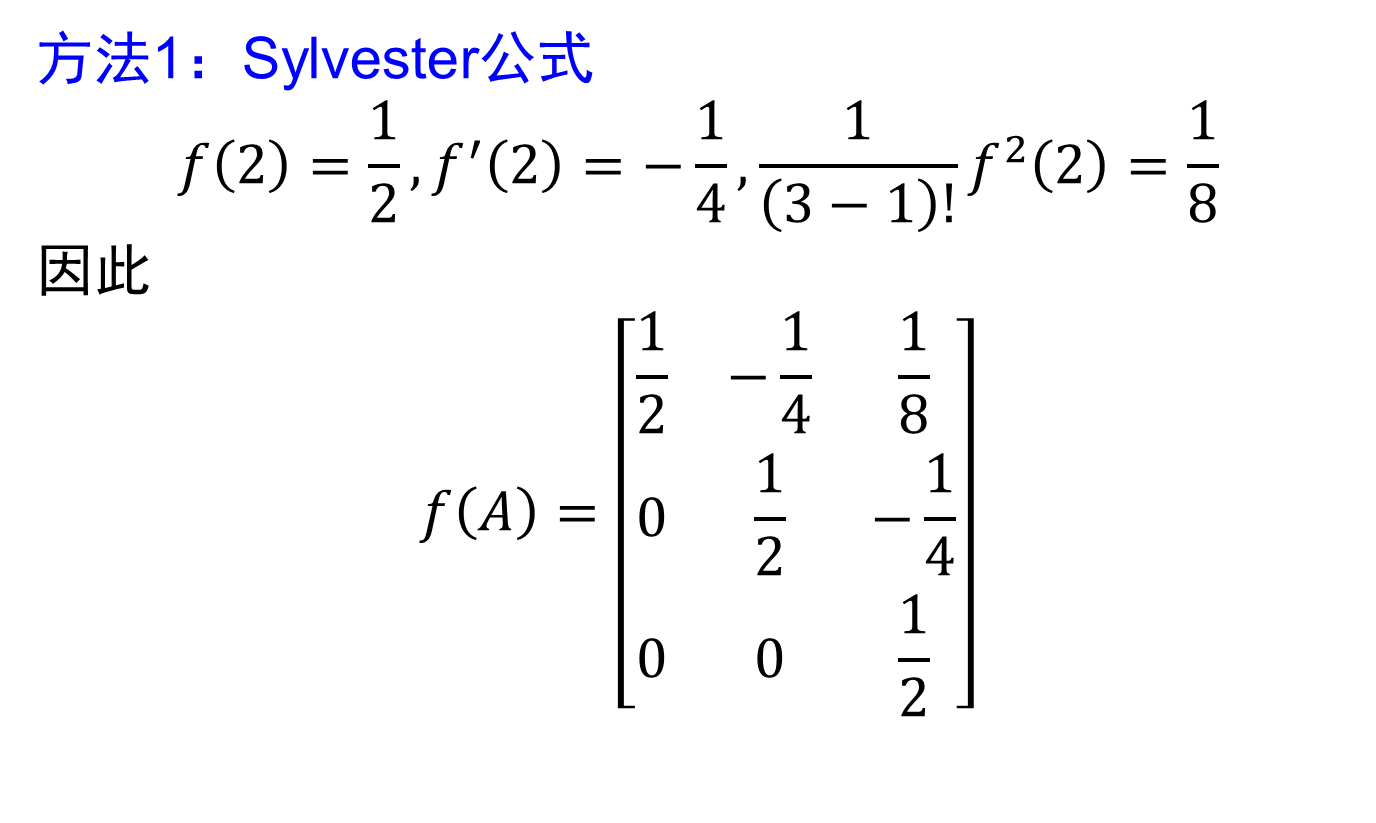 方法1：Sylvester公式
f(2) = 1/2, f′(2) = −1/4, 1/(3 − 1)! f²(2) = 1/8
因此
f(A) = [1/2 −1/4 1/8
0 1/2 −1/4
0 0 1/2]